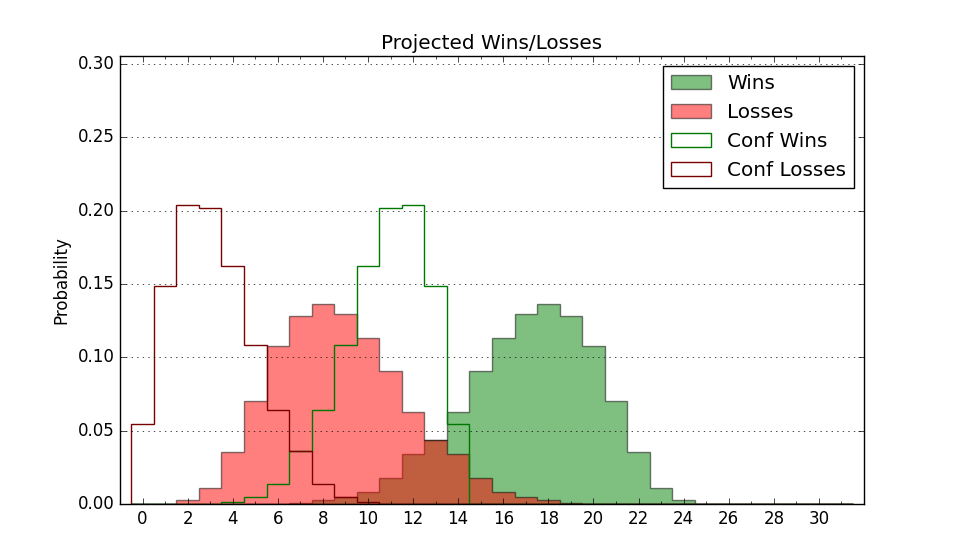 Projected Wins/Losses
Probability
0.30
0.25
0.20
0.15
0.10
0.05
0.00
Wins
Losses
Conf Wins
Conf Losses
0 2 4 6 8 10 12 14 16 18 20 22 24 26 28 30